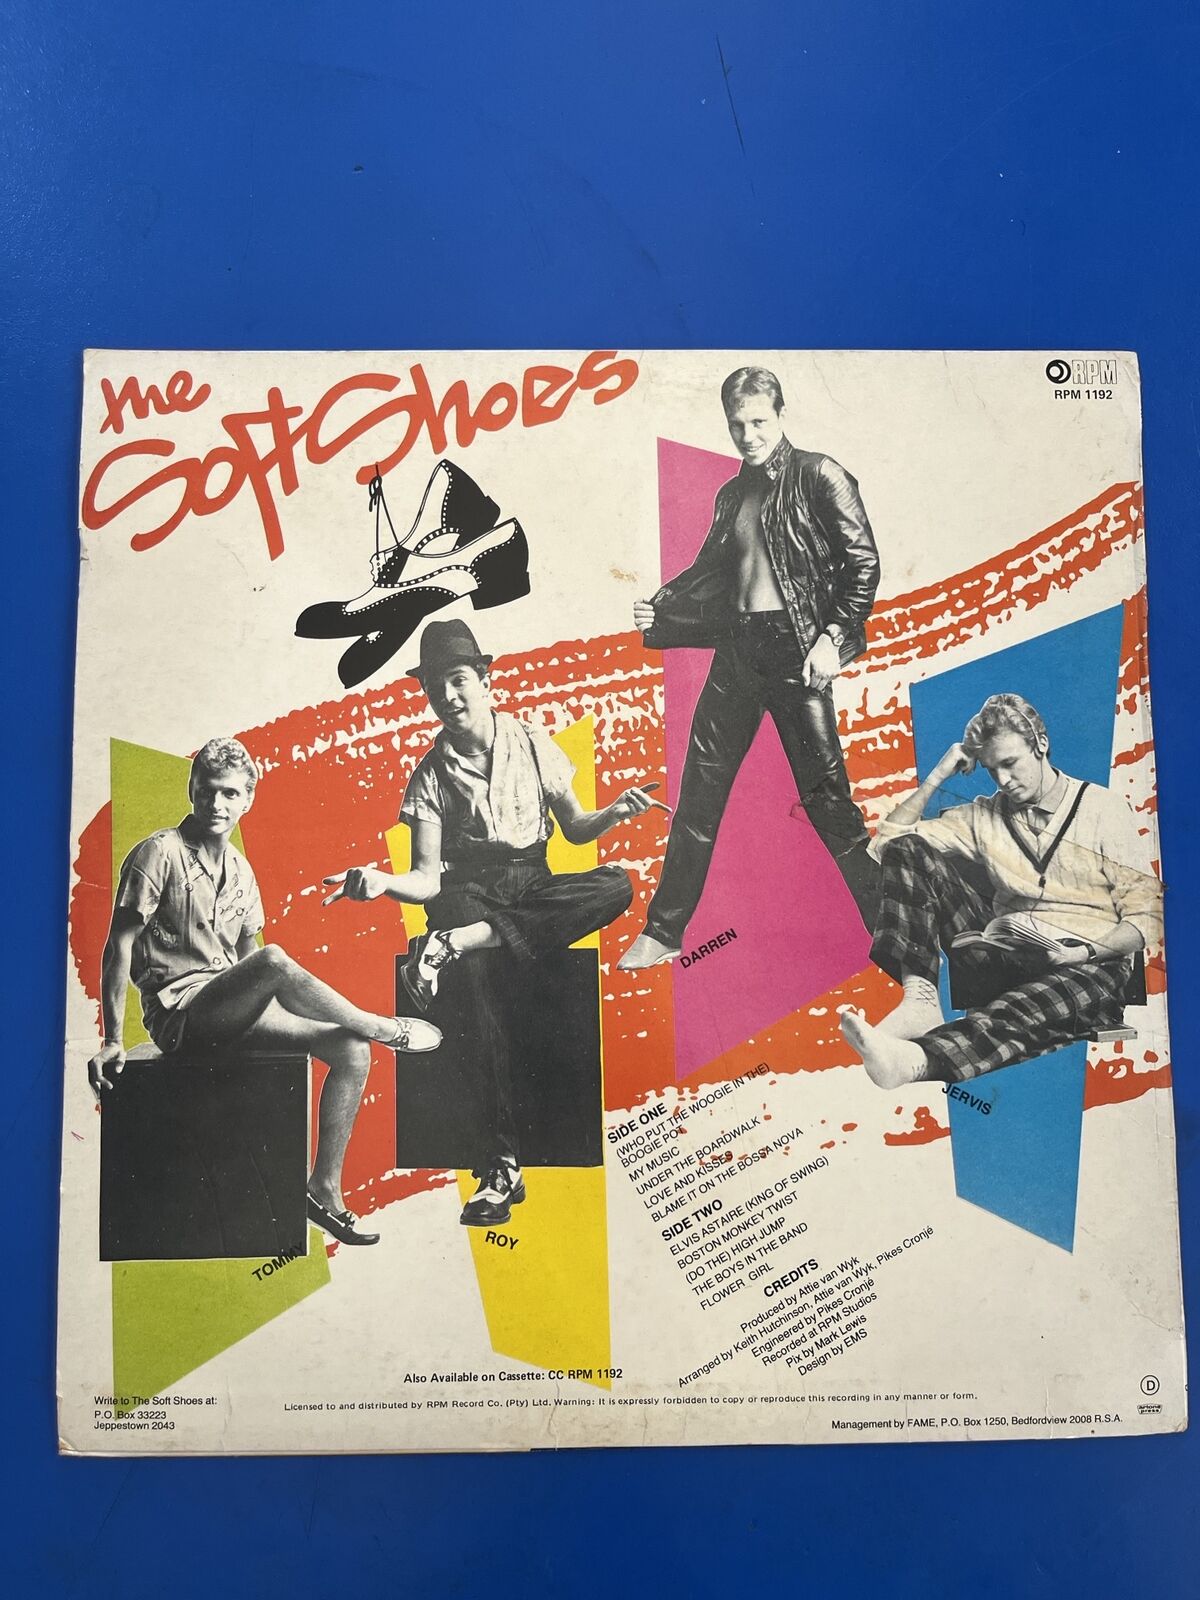 the
Soft Shoes
RPM
RPM 1192
DARREN
JERVIS
TOMMY
ROY
SIDE ONE
(WHO PUT THE WOOGIE IN THE)
BOOGIE POT
MY MUSIC
UNDER THE BOARDWALK
LOVE AND KISSES
BLAME IT ON THE BOSSA NOVA
SIDE TWO
ELVIS ASTAIRE (KING OF SWING)
BOSTON MONKEY TWIST
(DO THE) HIGH JUMP
THE BOYS IN THE BAND
FLOWER GIRL
CREDITS
Produced by Attie van Wyk
Arranged by Keith Hutchinson, Attie van Wyk, Pikes Cronjé
Engineered by Pikes Cronjé
Recorded at RPM Studios
Pix by Mark Lewis
Design by EMS
Also Available on Cassette: CC RPM 1192
Write to The Soft Shoes at:
P.O. Box 33223
Jeppestown 2043
Licensed to and distributed by RPM Record Co. (Pty) Ltd. Warning: It is expressly forbidden to copy or reproduce this recording in any manner or form.
Management by FAME, P.O. Box 1250, Bedfordview 2008 R.S.A.
D
artone
press